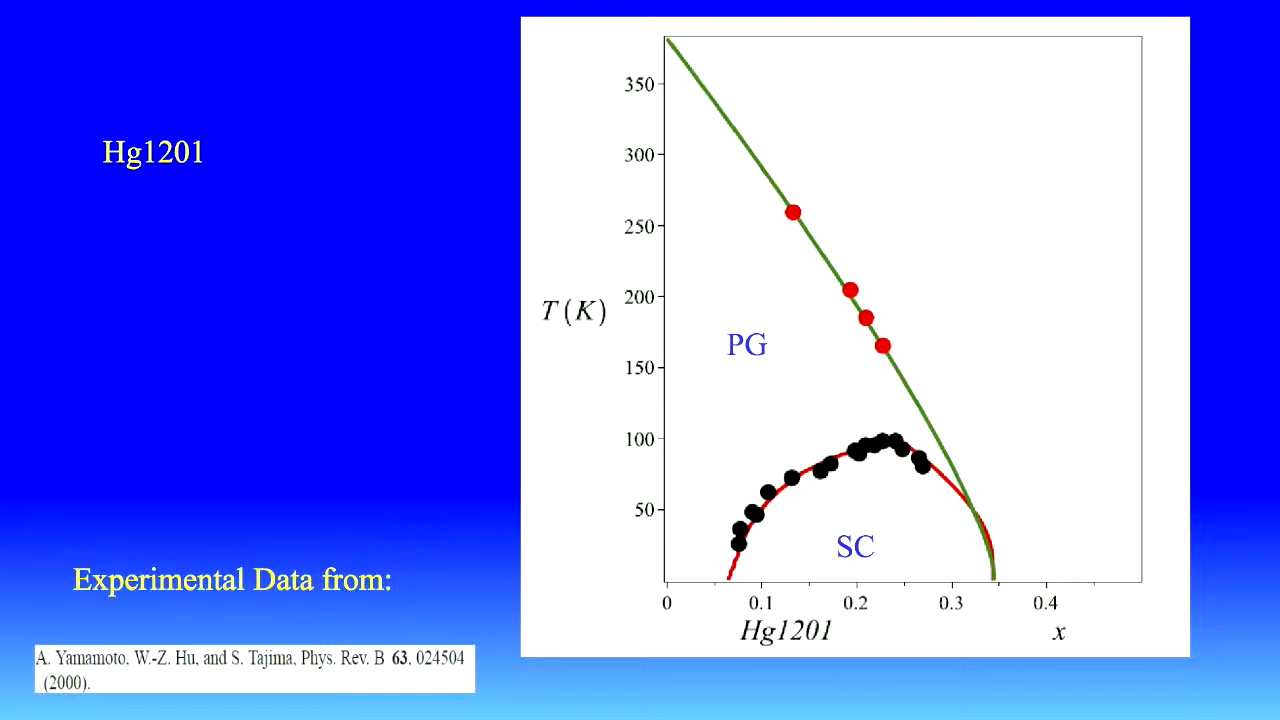 Hg1201
Experimental Data from:
A. Yamamoto, W.-Z. Hu, and S. Tajima, Phys. Rev. B 63, 024504
(2000).
350
300
250
200
150
100
50
T (K)
PG
SC
0 0.1 0.2 0.3 0.4
Hg1201 x